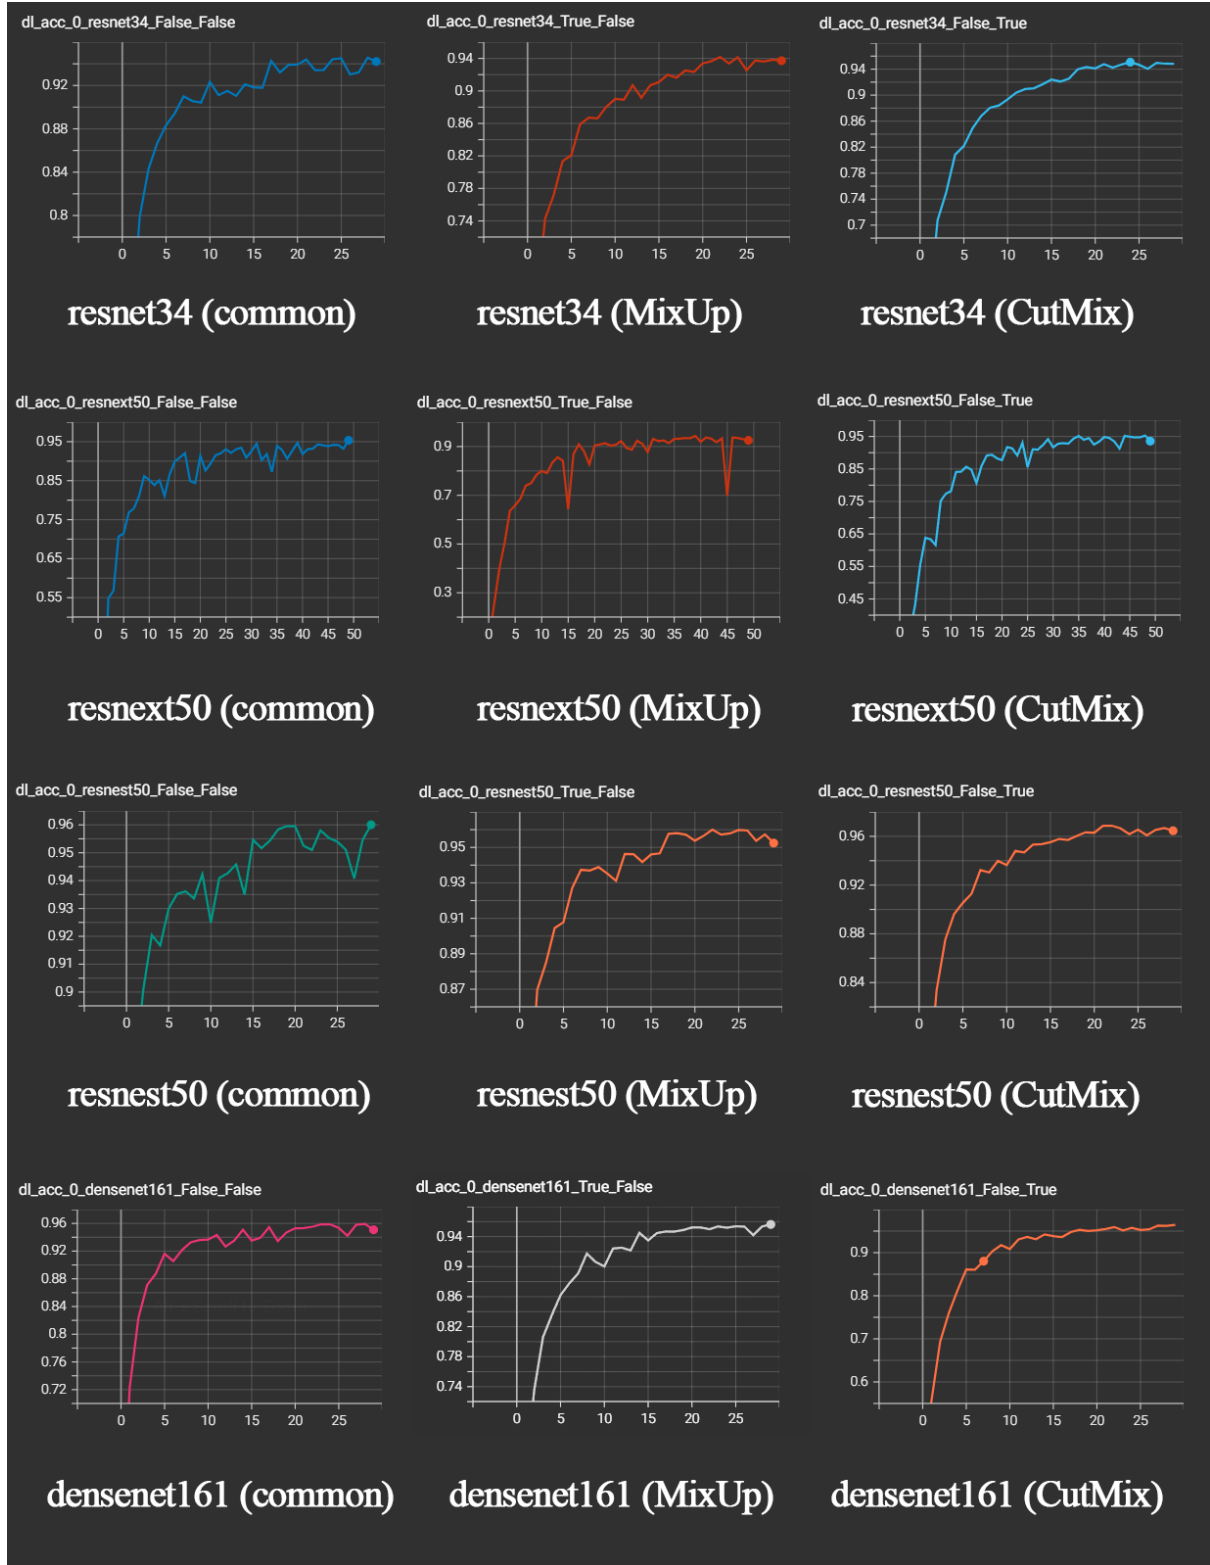 dl_acc_0_resnet34_False_False
0.92
0.88
0.84
0.8
0 5 10 15 20 25
resnet34 (common)
dl_acc_0_resnet34_True_False
0.94
0.9
0.86
0.82
0.78
0.74
0 5 10 15 20 25
resnet34 (MixUp)
dl_acc_0_resnet34_False_True
0.94
0.9
0.86
0.82
0.78
0.74
0.7
0 5 10 15 20 25
resnet34 (CutMix)
dl_acc_0_resnext50_False_False
0.95
0.85
0.75
0.65
0.55
0 5 10 15 20 25 30 35 40 45 50
resnext50 (common)
dl_acc_0_resnext50_True_False
0.9
0.7
0.5
0.3
0 5 10 15 20 25 30 35 40 45 50
resnext50 (MixUp)
dl_acc_0_resnext50_False_True
0.95
0.85
0.75
0.65
0.55
0.45
0 5 10 15 20 25 30 35 40 45 50
resnext50 (CutMix)
dl_acc_0_resnest50_False_False
0.96
0.95
0.94
0.93
0.92
0.91
0.9
0 5 10 15 20 25
resnest50 (common)
dl_acc_0_resnest50_True_False
0.95
0.93
0.91
0.89
0.87
0 5 10 15 20 25
resnest50 (MixUp)
dl_acc_0_resnest50_False_True
0.96
0.92
0.88
0.84
0 5 10 15 20 25
resnest50 (CutMix)
dl_acc_0_densenet161_False_False
0.96
0.92
0.88
0.84
0.8
0.76
0.72
0 5 10 15 20 25
densenet161 (common)
dl_acc_0_densenet161_True_False
0.94
0.9
0.86
0.82
0.78
0.74
0 5 10 15 20 25
densenet161 (MixUp)
dl_acc_0_densenet161_False_True
0.9
0.8
0.7
0.6
0 5 10 15 20 25
densenet161 (CutMix)